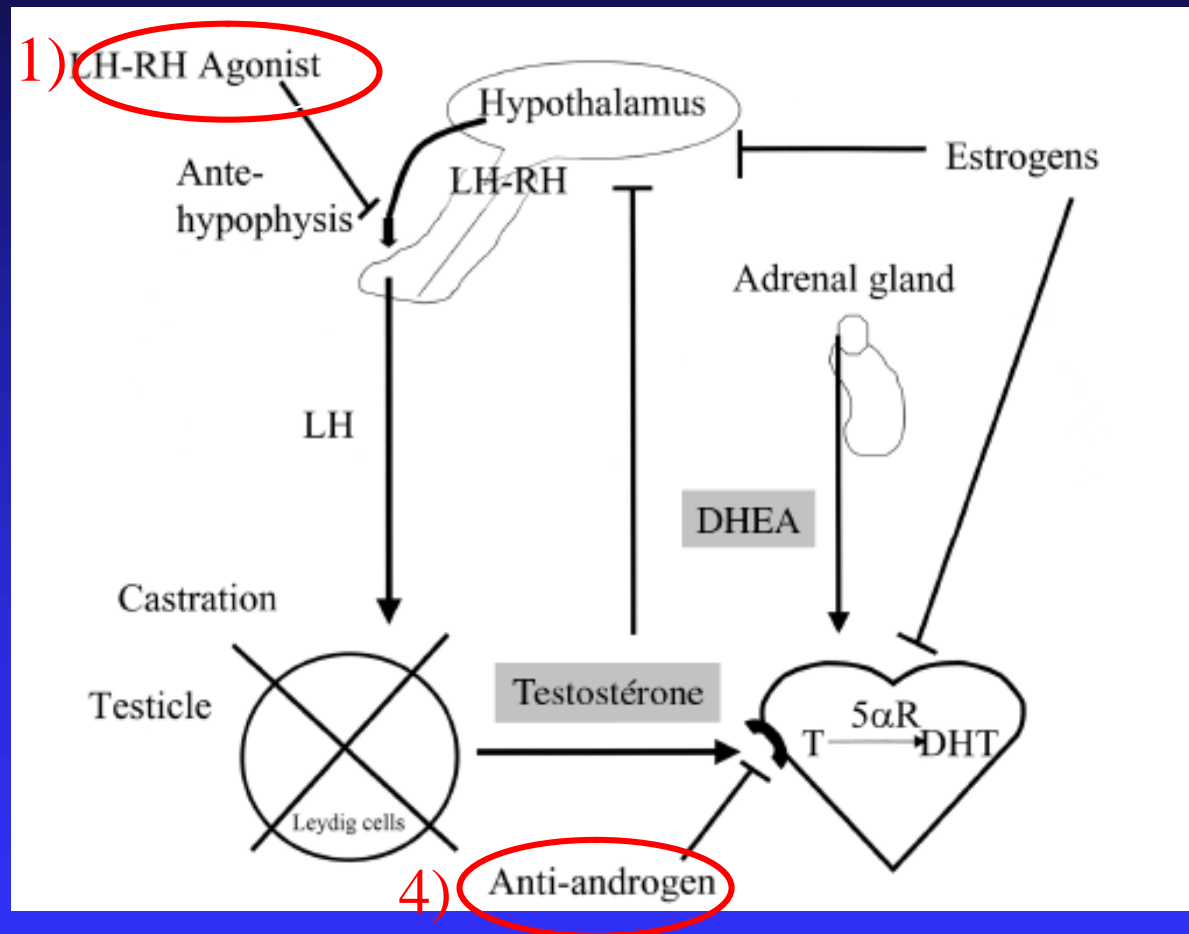 1) LH-RH Agonist
Hypothalamus
Estrogens
Ante-
hypophysis
LH-RH
Adrenal gland
LH
DHEA
Castration
Testicle
Testostérone
5αR
T
DHT
Leydig cells
4) Anti-androgen